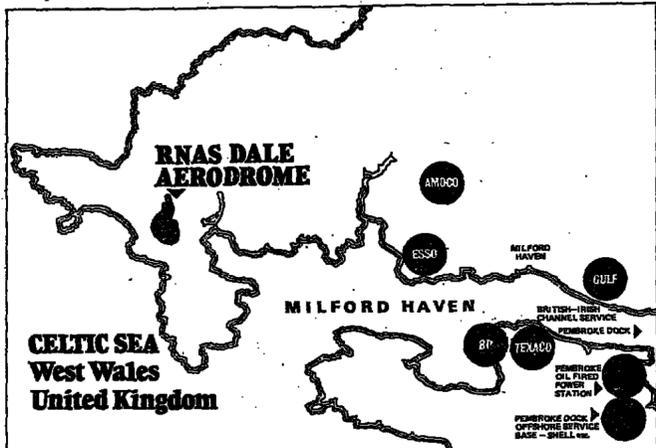 RNAS DALE
AERODROME
AMOCO
ESSO
MILFORD
HAVEN
GULF
MILFORD HAVEN
BRITISH-IRISH
CHANNEL SERVICE
PEMBROKE DOCK
BP
TEXACO
CELTIC SEA
West Wales
United Kingdom
PEMBROKE
OIL FIRED
POWER
STATION
PEMBROKE DOCK
OFFSHORE SERVICE
BASE - SHELL etc.